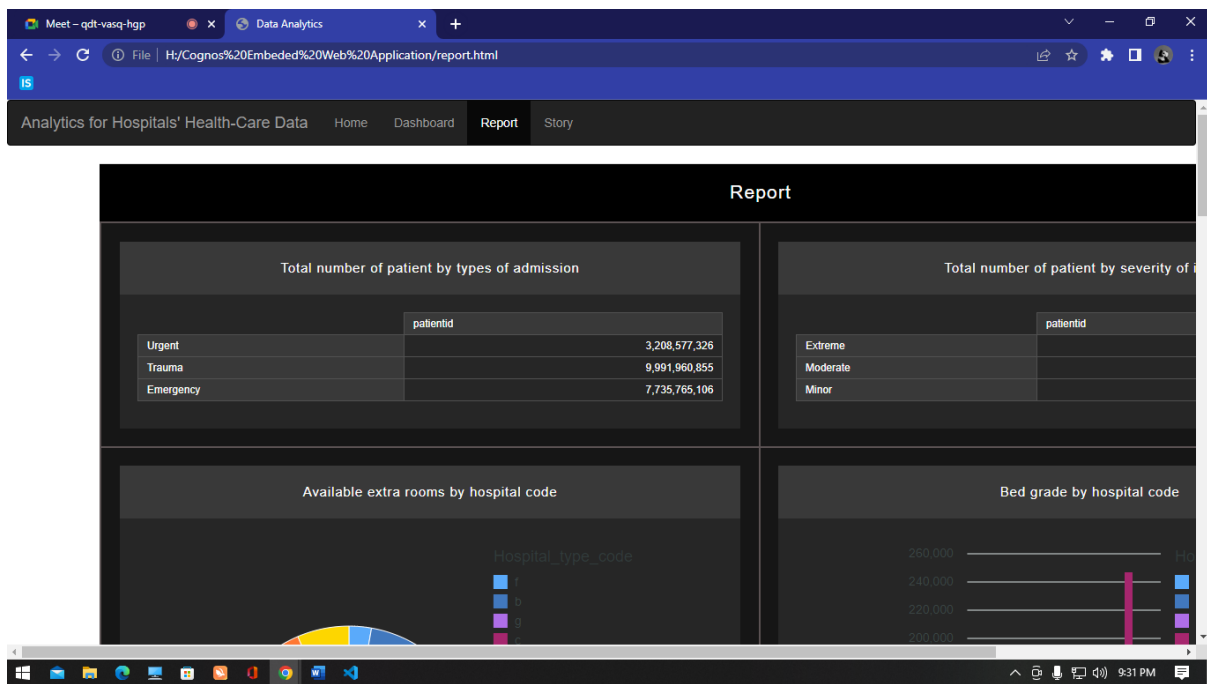 Meet – qdt-vasq-hgp
Data Analytics
File
H:/Cognos%20Embeded%20Web%20Application/report.html
IS
Analytics for Hospitals' Health-Care Data Home Dashboard Report Story
Report
Total number of patient by types of admission
patientid
Urgent 3,208,577,326
Trauma 9,991,960,855
Emergency 7,735,765,106
Total number of patient by severity of i
patientid
Extreme
Moderate
Minor
Available extra rooms by hospital code
Hospital_type_code
f
b
g
Bed grade by hospital code
260,000
240,000
220,000
200,000
Ho
9:31 PM